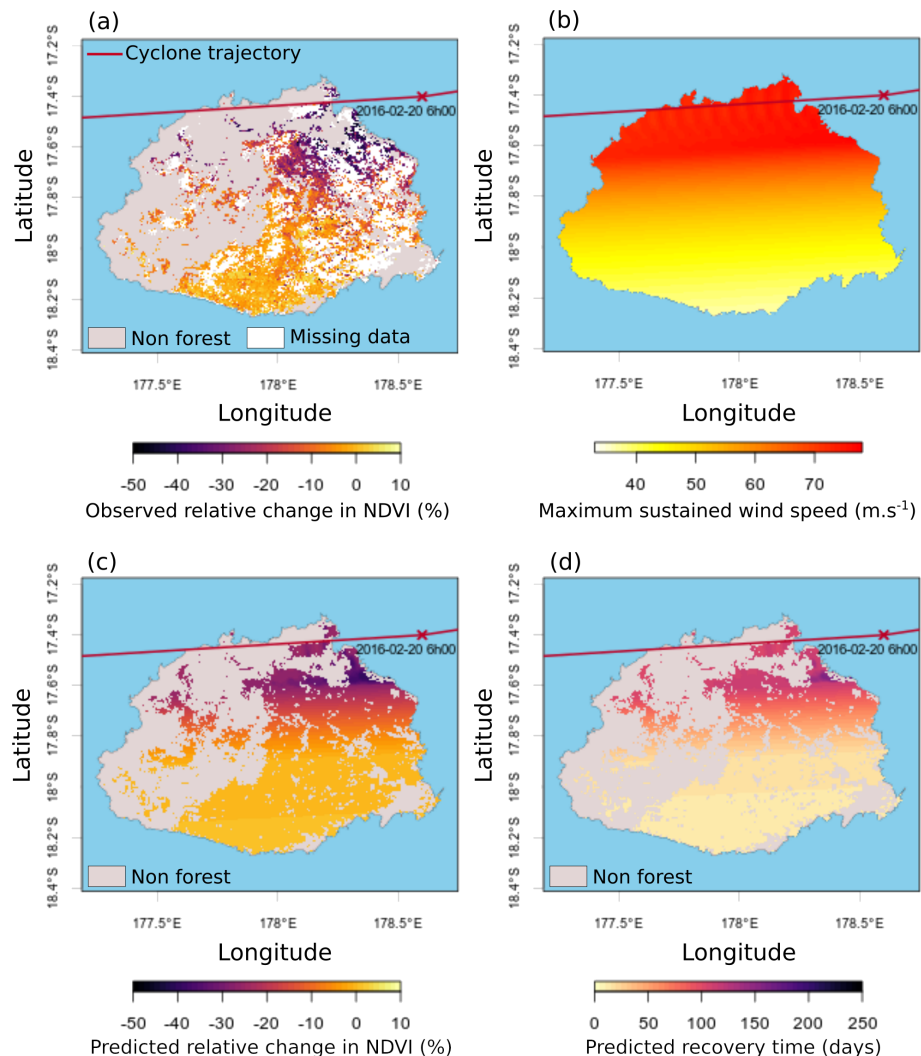 (a)
Cyclone trajectory
2016-02-20 6h00
17.2°S
17.4°S
17.6°S
17.8°S
18°S
18.2°S
18.4°S
Latitude
Non forest
Missing data
177.5°E
178°E
178.5°E
Longitude
-50 -40 -30 -20 -10 0 10
Observed relative change in NDVI (%)
(b)
2016-02-20 6h00
17.2°S
17.4°S
17.6°S
17.8°S
18°S
18.2°S
18.4°S
Latitude
177.5°E
178°E
178.5°E
Longitude
40 50 60 70
Maximum sustained wind speed (m.s-1)
(c)
2016-02-20 6h00
17.2°S
17.4°S
17.6°S
17.8°S
18°S
18.2°S
18.4°S
Latitude
Non forest
177.5°E
178°E
178.5°E
Longitude
-50 -40 -30 -20 -10 0 10
Predicted relative change in NDVI (%)
(d)
2016-02-20 6h00
17.2°S
17.4°S
17.6°S
17.8°S
18°S
18.2°S
18.4°S
Latitude
Non forest
177.5°E
178°E
178.5°E
Longitude
0 50 100 150 200 250
Predicted recovery time (days)